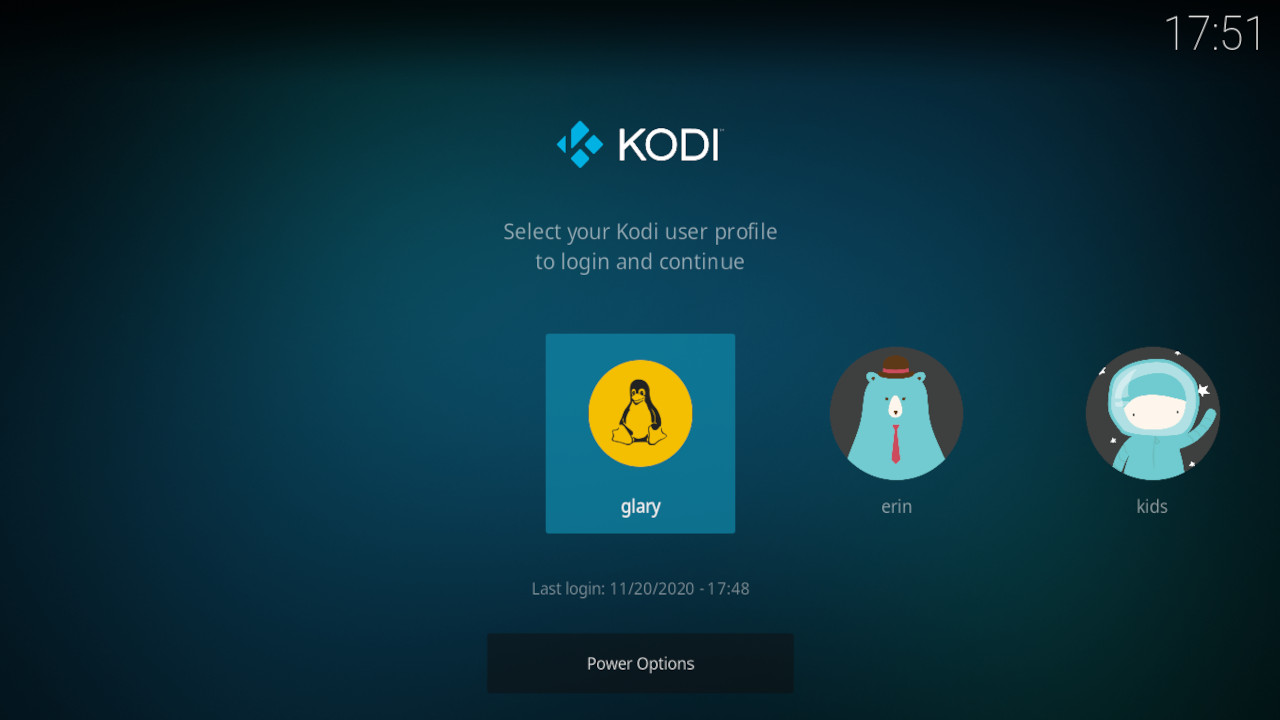 17:51
KODI
Select your Kodi user profile
to login and continue
glary
erin
kids
Last login: 11/20/2020 - 17:48
Power Options